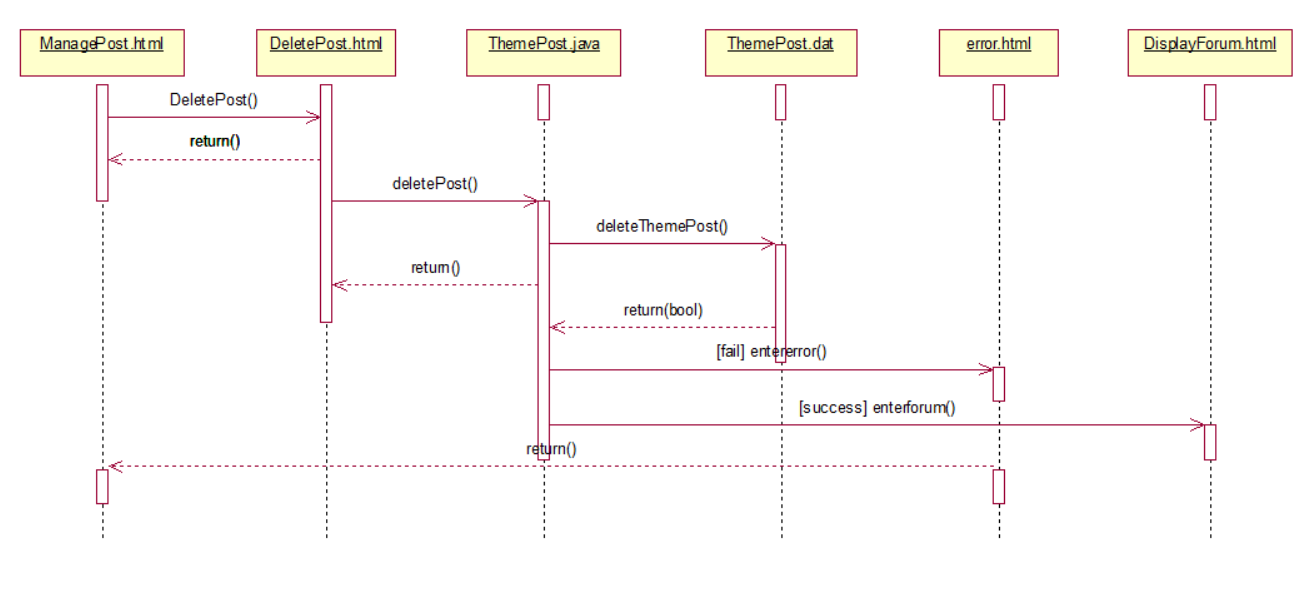 ManagePost.html
DeletePost.html
ThemePost.java
ThemePost.dat
error.html
DisplayForum.html
DeletePost()
return()
deletePost()
deleteThemePost()
return()
return(bool)
[fail] entererror()
[success] enterforum()
return()